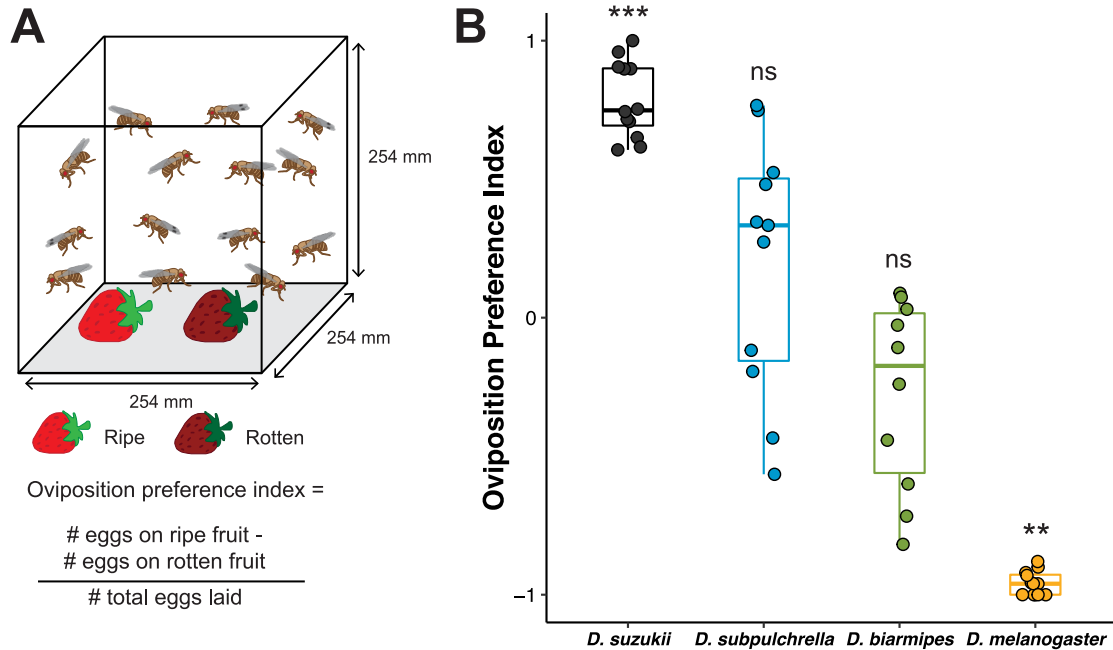 A
254 mm
254 mm
254 mm
Ripe
Rotten
Oviposition preference index =
# eggs on ripe fruit -
# eggs on rotten fruit
# total eggs laid
B
Oviposition Preference Index
1
0
−1
***
ns
ns
**
D. suzukii
D. subpulchrella
D. biarmipes
D. melanogaster